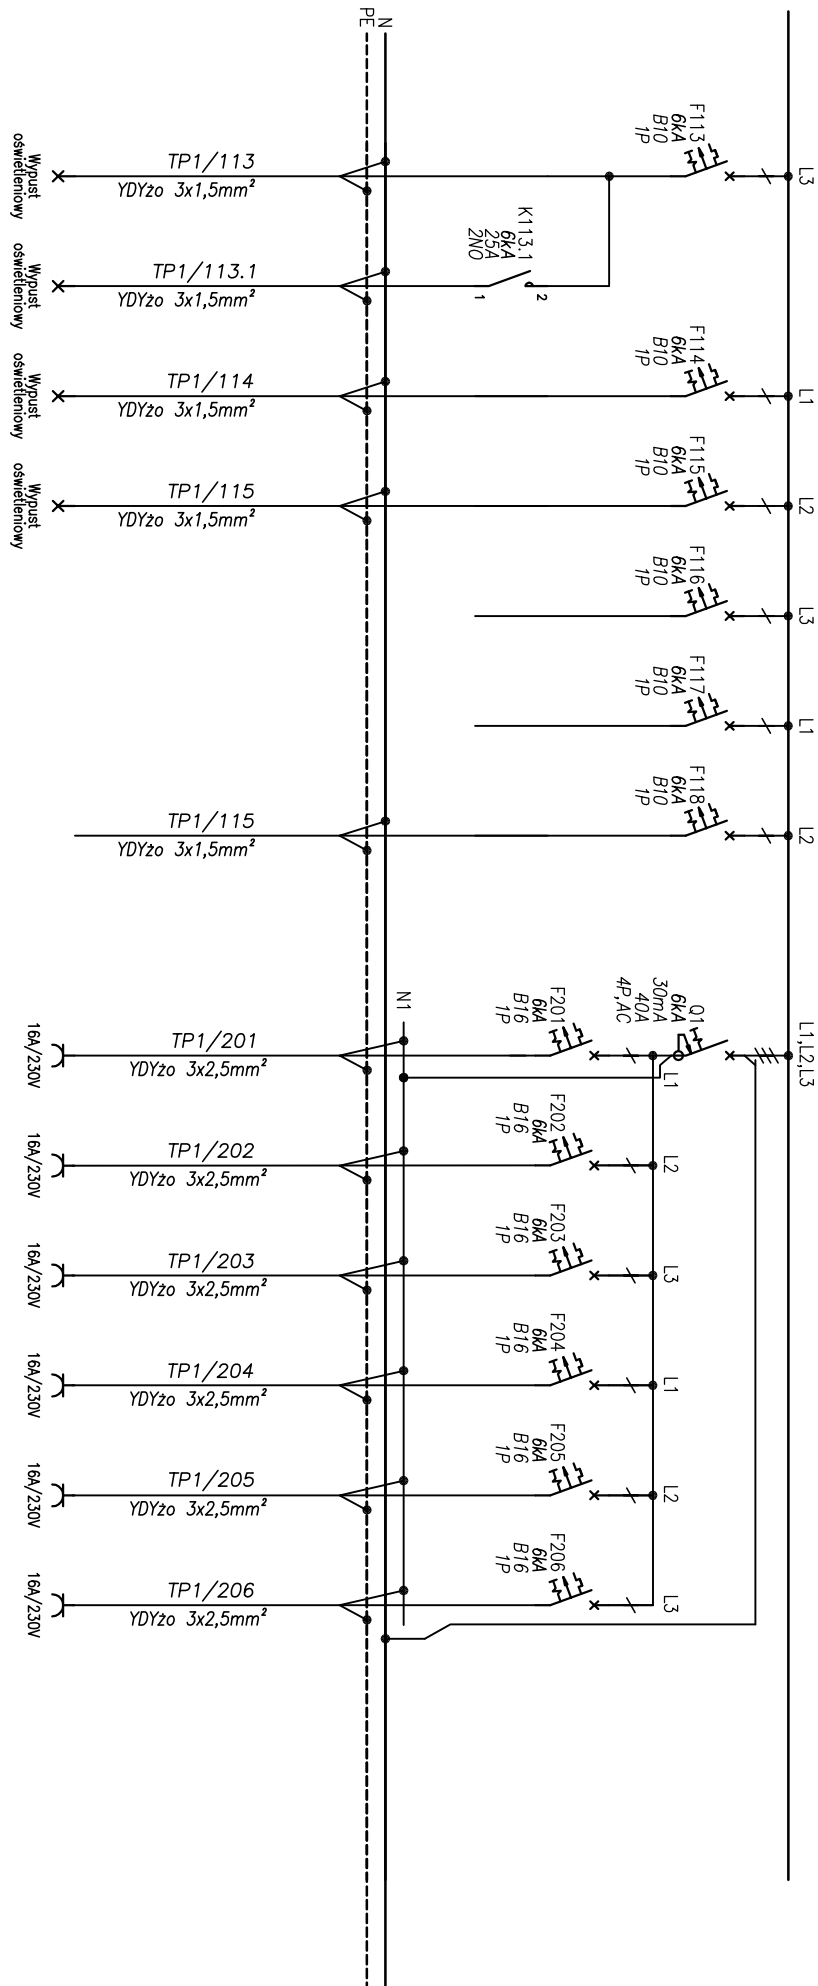 N
PE
L3
F113
6kA
B10
1P
TP1/113
YDYżo 3x1,5mm²
Wypust
oświetleniowy
K113.1
6kA
25A
2NO
1
2
TP1/113.1
YDYżo 3x1,5mm²
Wypust
oświetleniowy
L1
F114
6kA
B10
1P
TP1/114
YDYżo 3x1,5mm²
Wypust
oświetleniowy
L2
F115
6kA
B10
1P
TP1/115
YDYżo 3x1,5mm²
Wypust
oświetleniowy
L3
F116
6kA
B10
1P
L1
F117
6kA
B10
1P
L2
F118
6kA
B10
1P
TP1/115
YDYżo 3x1,5mm²
L1,L2,L3
Q1
6kA
30mA
40A
4P,AC
N1
L1
F201
6kA
B16
1P
TP1/201
YDYżo 3x2,5mm²
16A/230V
L2
F202
6kA
B16
1P
TP1/202
YDYżo 3x2,5mm²
16A/230V
L3
F203
6kA
B16
1P
TP1/203
YDYżo 3x2,5mm²
16A/230V
L1
F204
6kA
B16
1P
TP1/204
YDYżo 3x2,5mm²
16A/230V
L2
F205
6kA
B16
1P
TP1/205
YDYżo 3x2,5mm²
16A/230V
L3
F206
6kA
B16
1P
TP1/206
YDYżo 3x2,5mm²
16A/230V